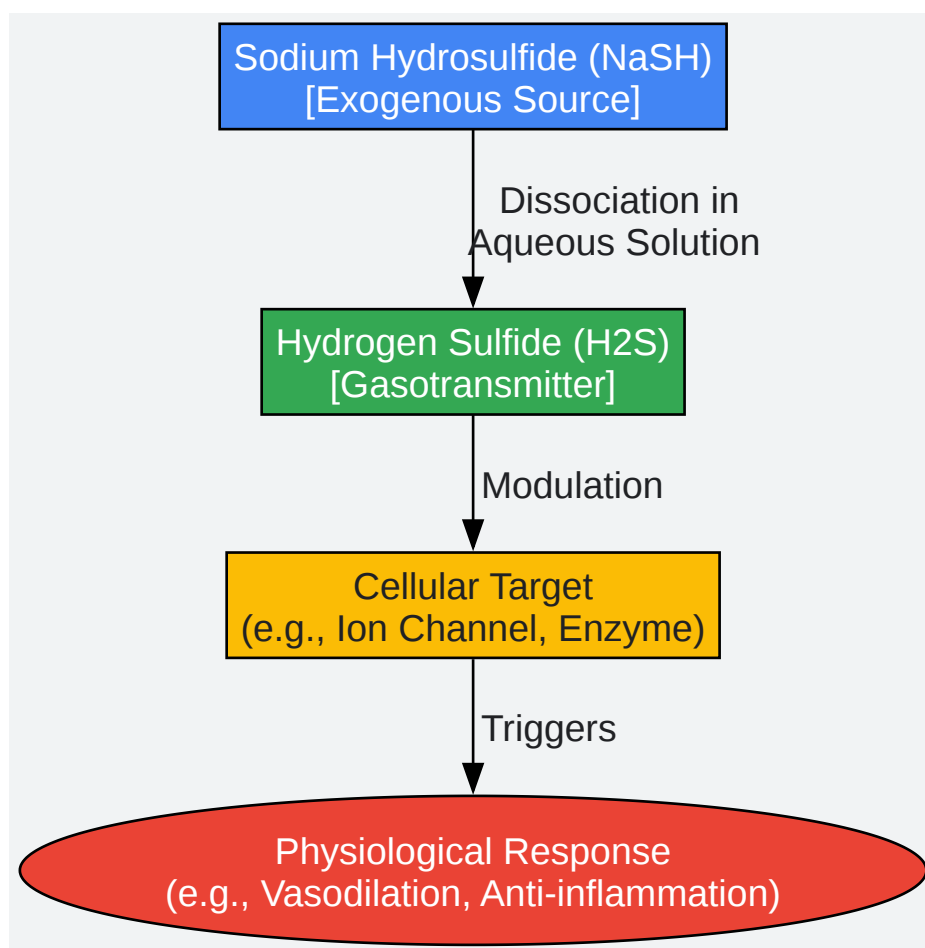 Sodium Hydrosulfide (NaSH)
[Exogenous Source]
Dissociation in
Aqueous Solution
Hydrogen Sulfide (H2S)
[Gasotransmitter]
Modulation
Cellular Target
(e.g., Ion Channel, Enzyme)
Triggers
Physiological Response
(e.g., Vasodilation, Anti-inflammation)